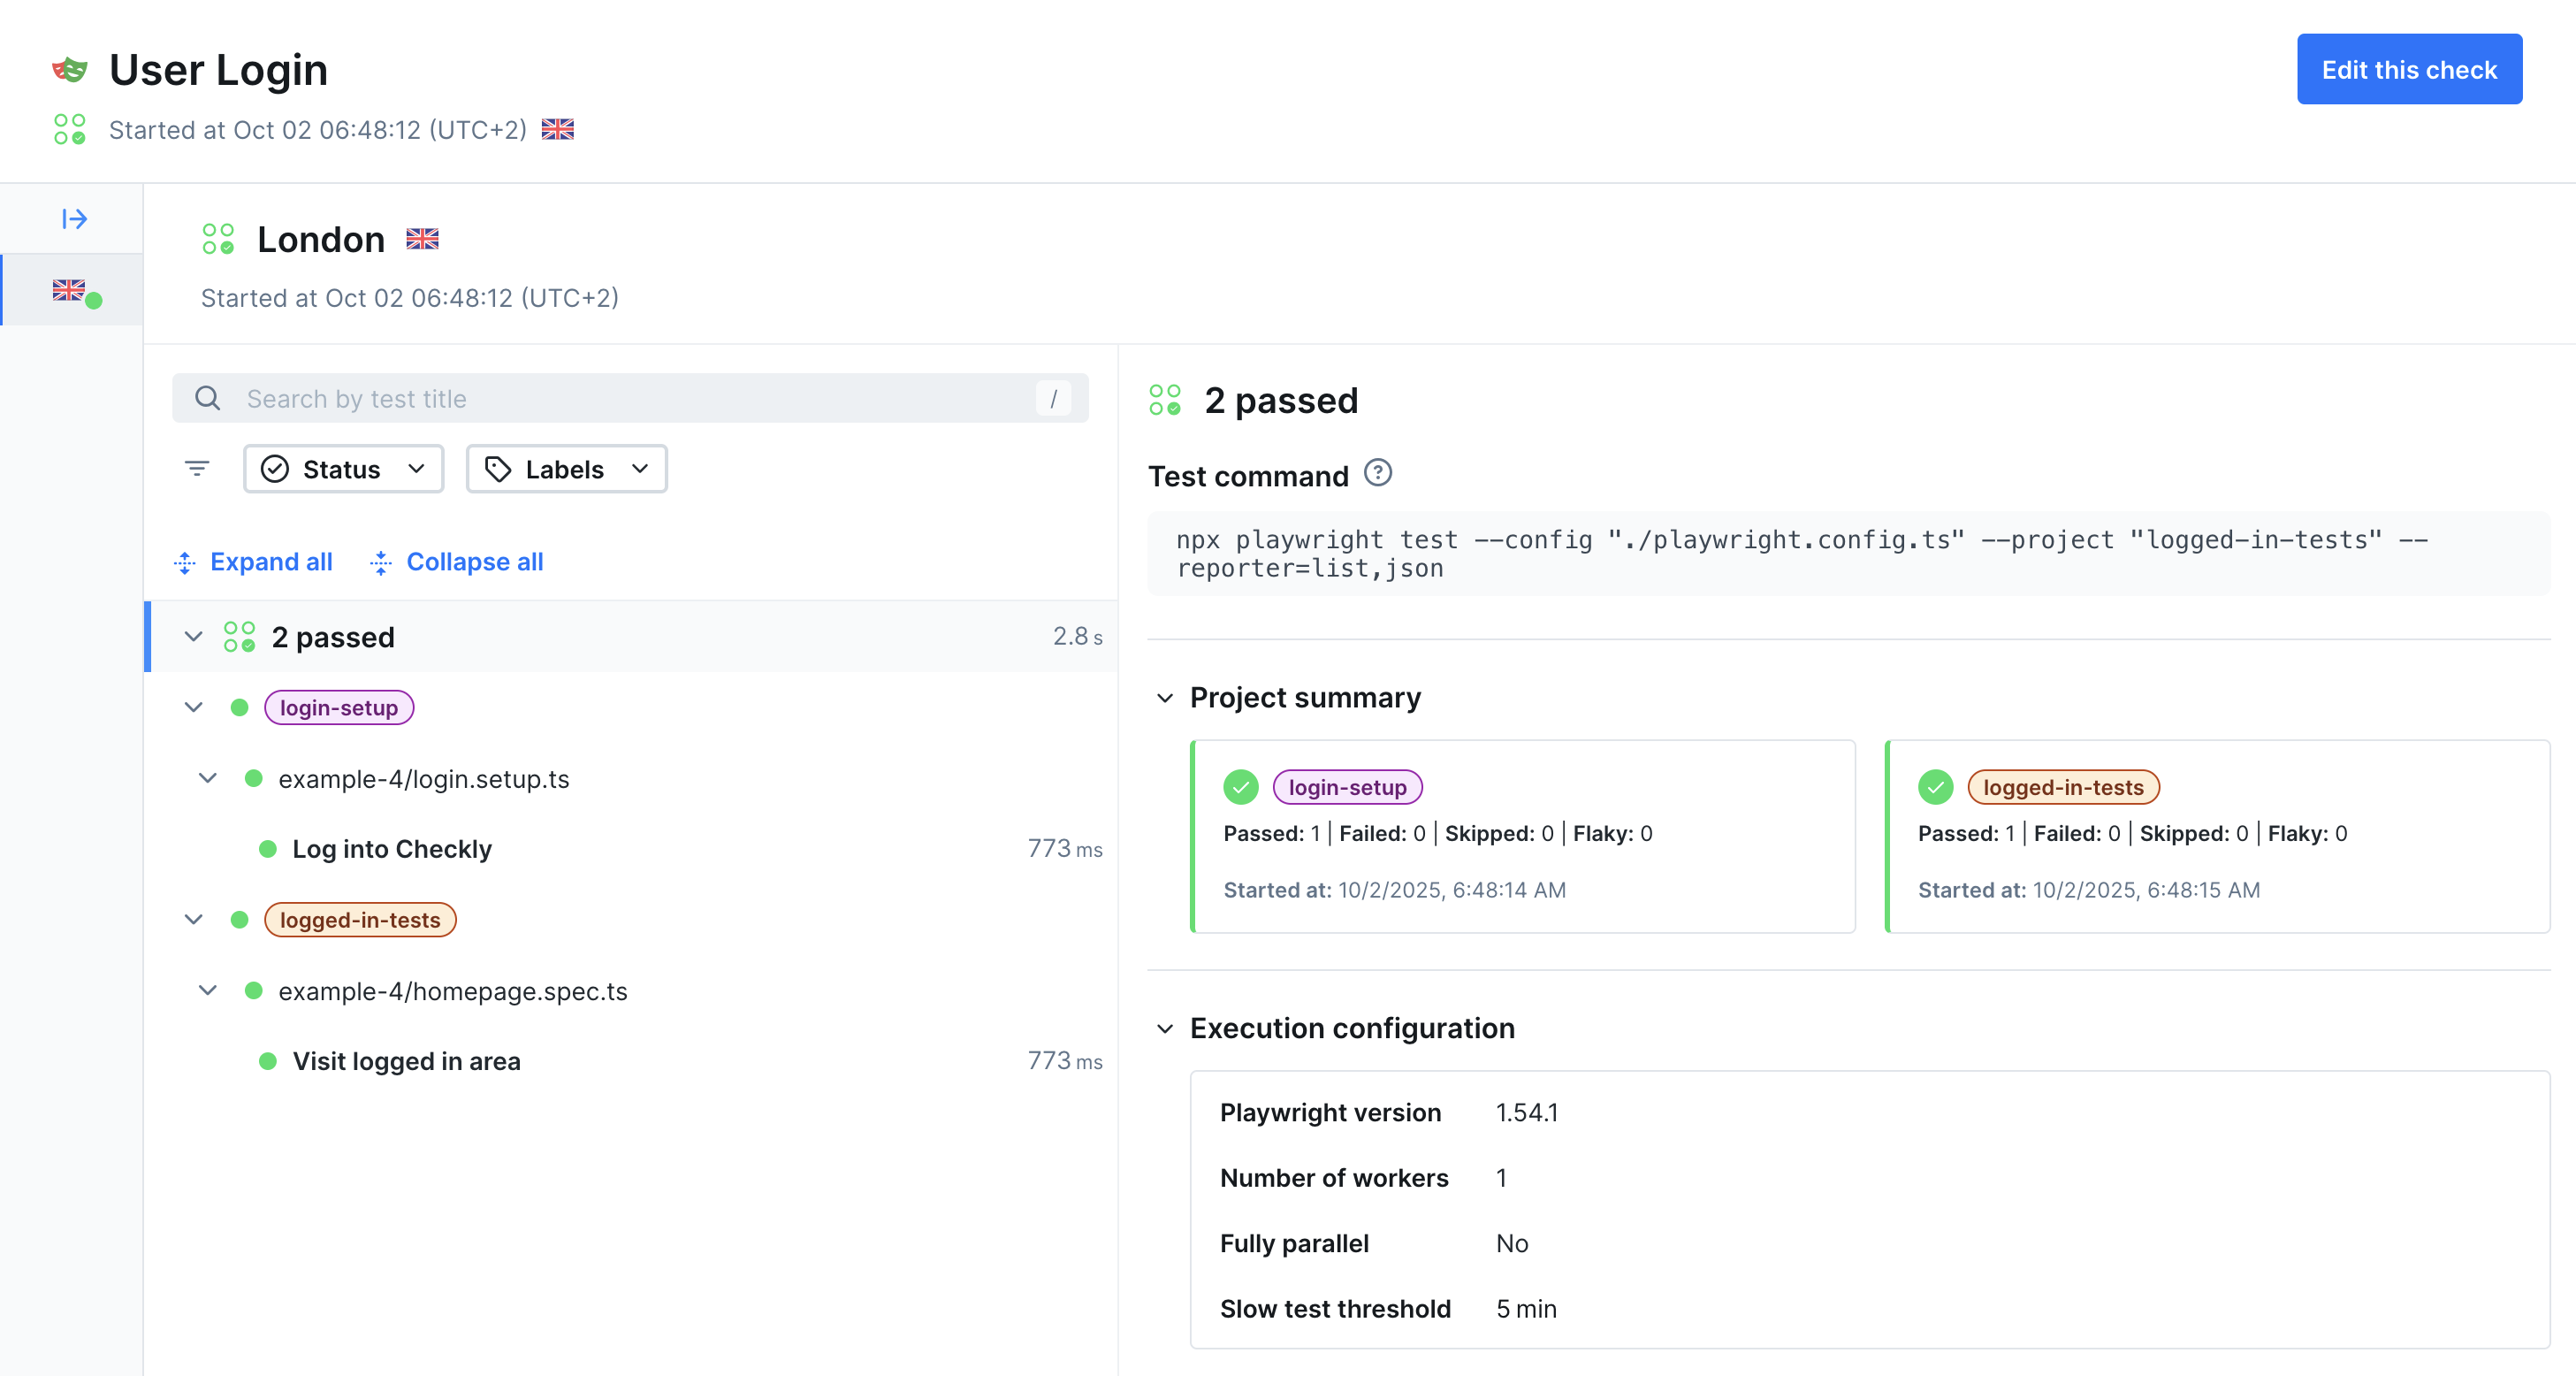 User Login
Edit this check
Started at Oct 02 06:48:12 (UTC+2)
London
Started at Oct 02 06:48:12 (UTC+2)
Search by test title
/
Status
Labels
Expand all
Collapse all
2 passed
2.8 s
login-setup
example-4/login.setup.ts
Log into Checkly
773 ms
logged-in-tests
example-4/homepage.spec.ts
Visit logged in area
773 ms
2 passed
Test command
npx playwright test --config "./playwright.config.ts" --project "logged-in-tests" --
reporter=list,json
Project summary
login-setup
Passed: 1 | Failed: 0 | Skipped: 0 | Flaky: 0
Started at: 10/2/2025, 6:48:14 AM
logged-in-tests
Passed: 1 | Failed: 0 | Skipped: 0 | Flaky: 0
Started at: 10/2/2025, 6:48:15 AM
Execution configuration
Playwright version 1.54.1
Number of workers 1
Fully parallel No
Slow test threshold 5 min